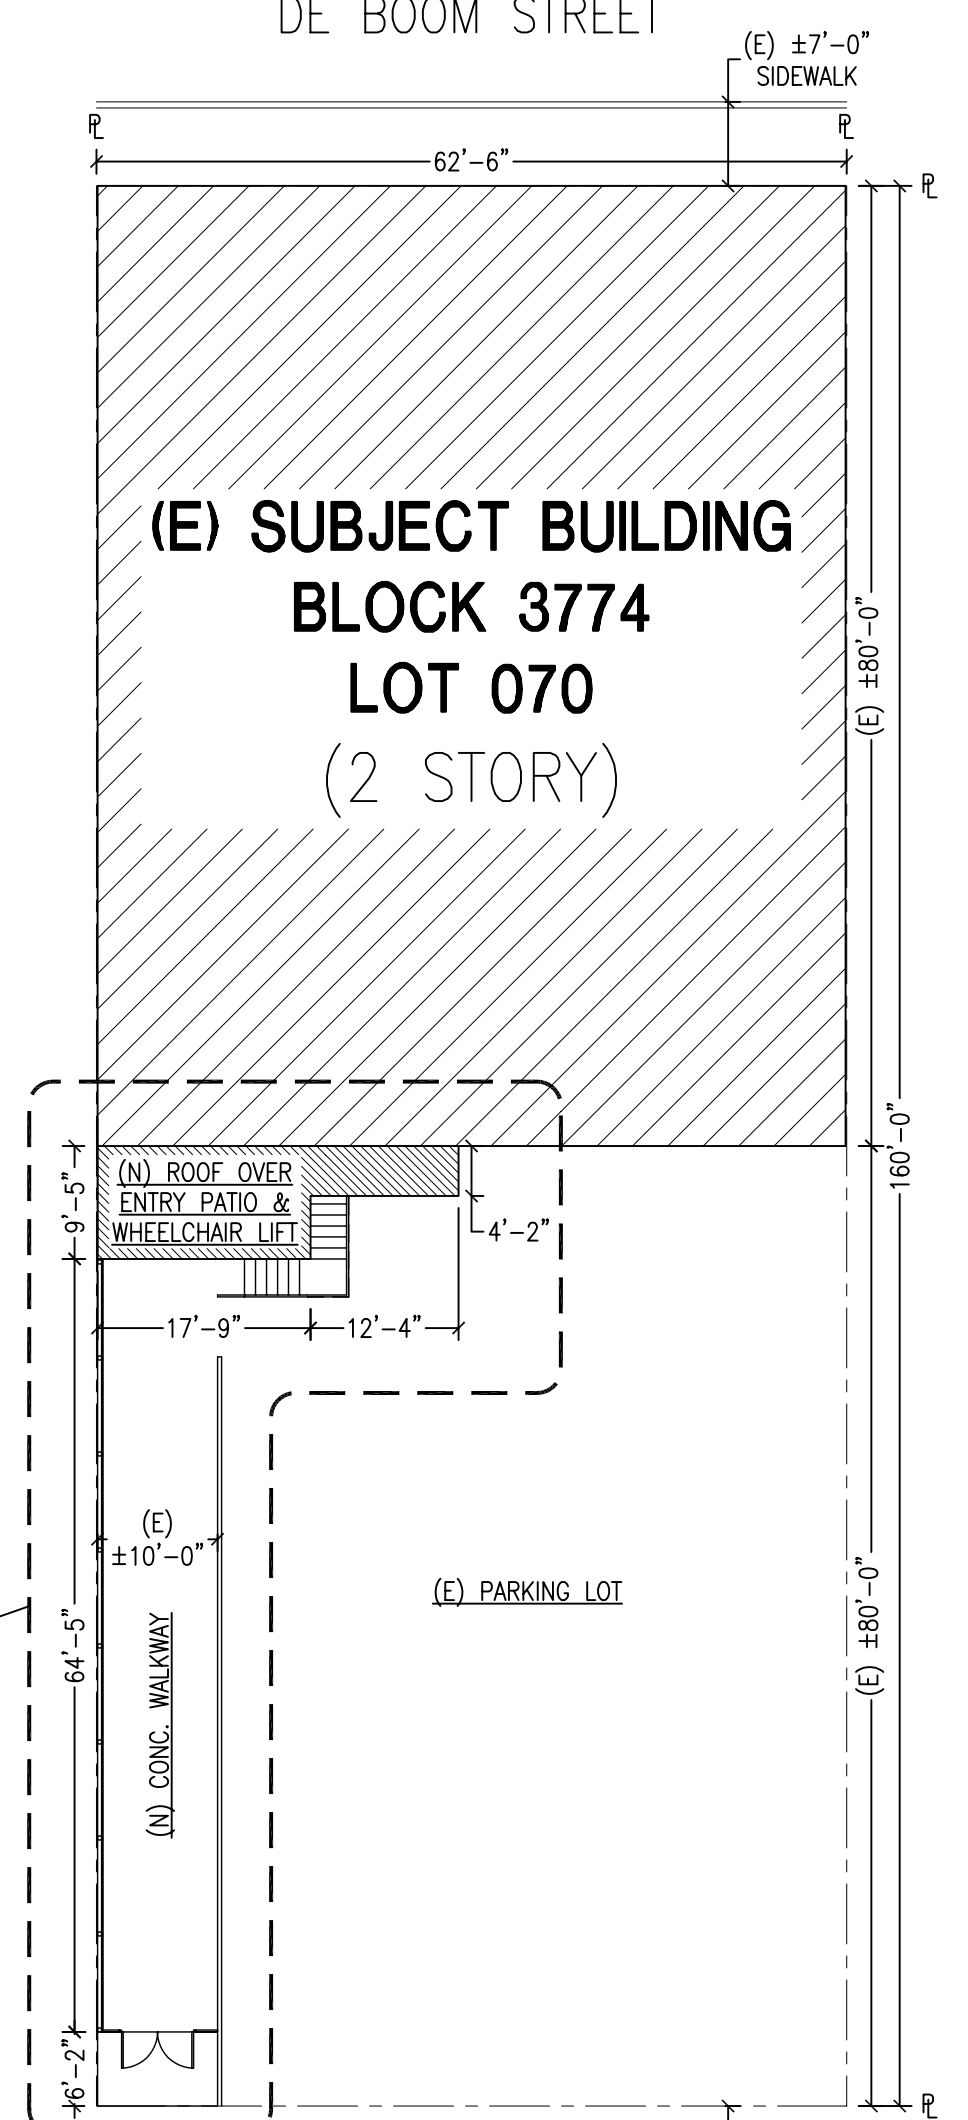 DE BOOM STREET
(E) ±7'-0"
SIDEWALK
PL
PL
62'-6"
PL
(E) SUBJECT BUILDING
BLOCK 3774
LOT 070
(2 STORY)
(E) ±80'-0"
160'-0"
(N) ROOF OVER
ENTRY PATIO &
WHEELCHAIR LIFT
9'-5"
4'-2"
17'-9"
12'-4"
(E)
±10'-0"
(E) PARKING LOT
64'-5"
(N) CONC. WALKWAY
(E) ±80'-0"
6'-2"
PL